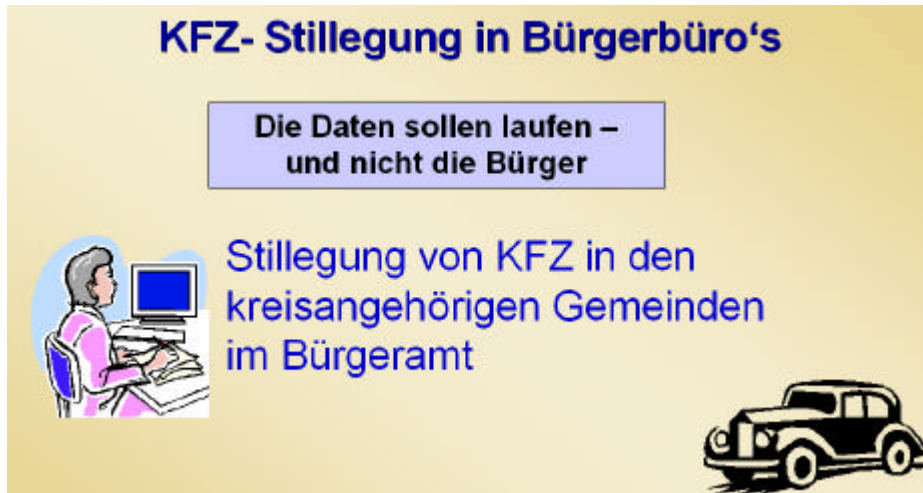 KFZ- Stillegung in Bürgerbüro‘s
Die Daten sollen laufen –
und nicht die Bürger
Stillegung von KFZ in den
kreisangehörigen Gemeinden
im Bürgeramt